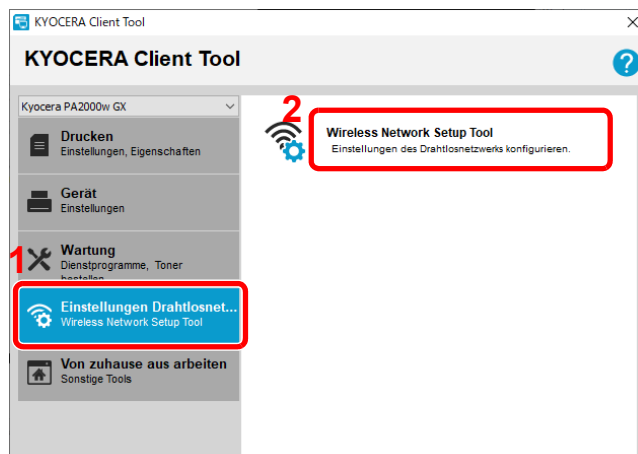 KYOCERA Client Tool
KYOCERA Client Tool
?
Kyocera PA2000w GX
Drucken
Einstellungen, Eigenschaften
Gerät
Einstellungen
1
Wartung
Dienstprogramme, Toner
bestellen
Einstellungen Drahtlosnet...
Wireless Network Setup Tool
Von zuhause aus arbeiten
Sonstige Tools
2
Wireless Network Setup Tool
Einstellungen des Drahtlosnetzwerks konfigurieren.